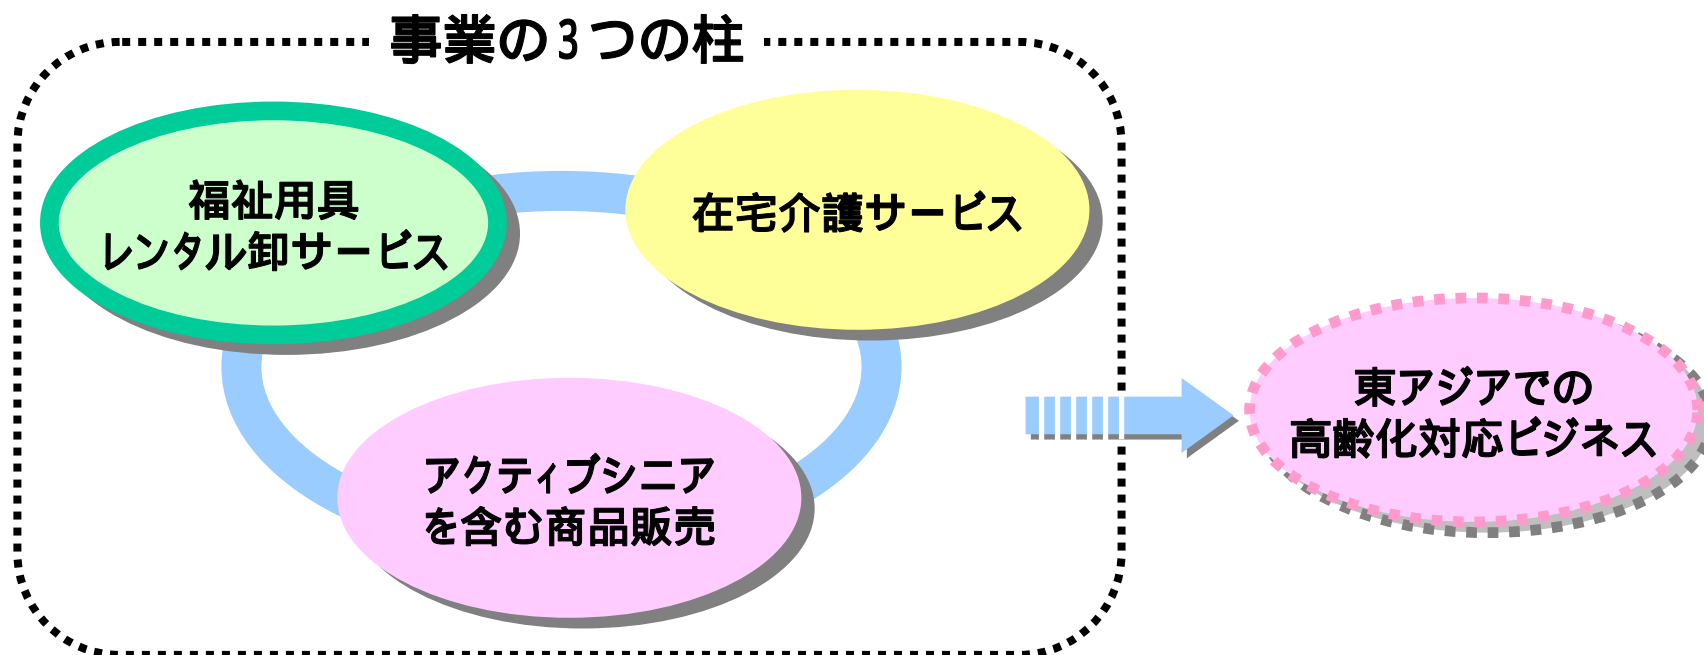 事業の3つの柱
福祉用具
レンタル卸サービス
在宅介護サービス
アクティブシニア
を含む商品販売
東アジアでの
高齢化対応ビジネス